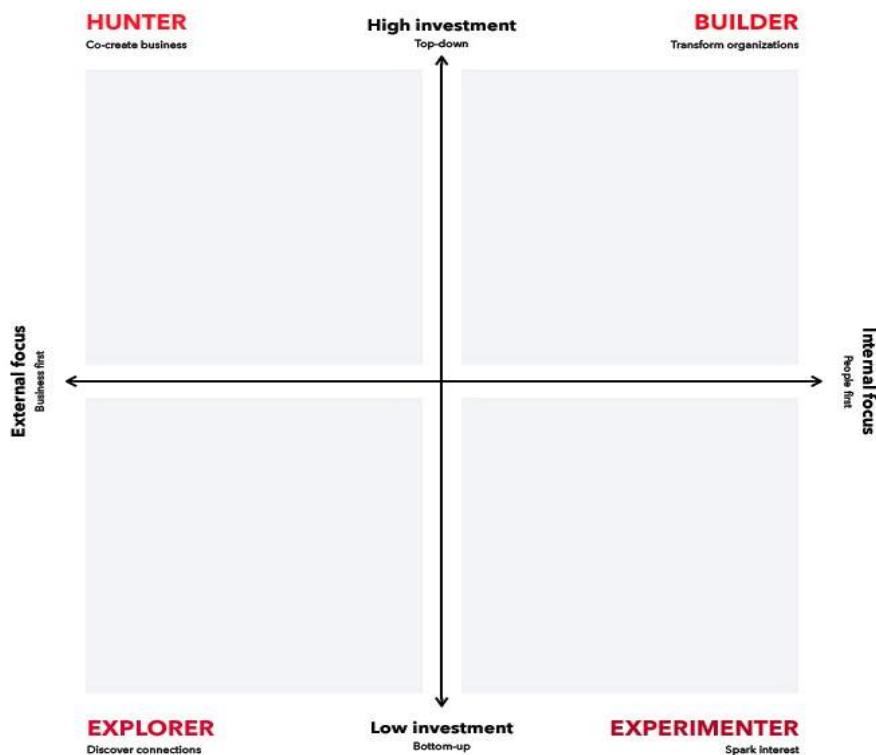 HUNTER
Co-create business
High investment
Top-down
BUILDER
Transform organizations
External focus
Business first
Internal focus
People first
EXPLORER
Discover connections
Low investment
Bottom-up
EXPERIMENTER
Spark interest